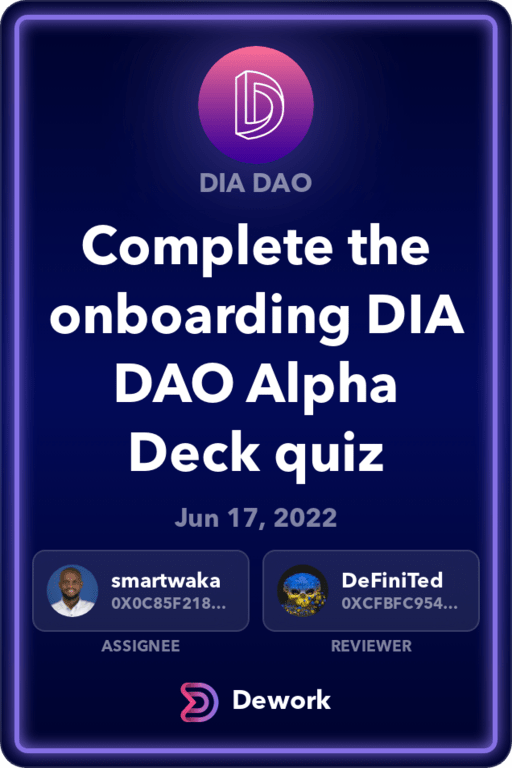 DIA DAO
Complete the
onboarding DIA
DAO Alpha
Deck quiz
Jun 17, 2022
smartwaka
0X0C85F218...
ASSIGNEE
DeFiniTed
0XCFBFC954...
REVIEWER
Dework